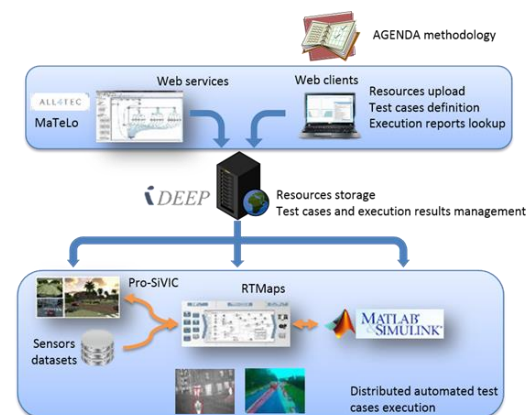 AGENDA methodology
Web services
Web clients
ALL4TEC
MaTeLo
Resources upload
Test cases definition
Execution reports lookup
iDEEP
Resources storage
Test cases and execution results management
Pro-SiVIC
RTMaps
MATLAB
&SIMULINK
Sensors
datasets
Distributed automated test
cases execution